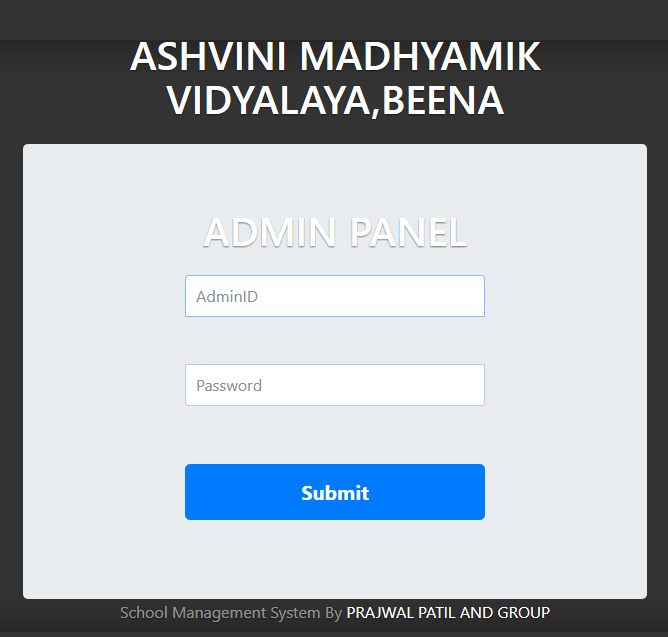 ASHVINI MADHYAMIK
VIDYALAYA,BEENA
ADMIN PANEL
AdminID
Password
Submit
School Management System By PRAJWAL PATIL AND GROUP